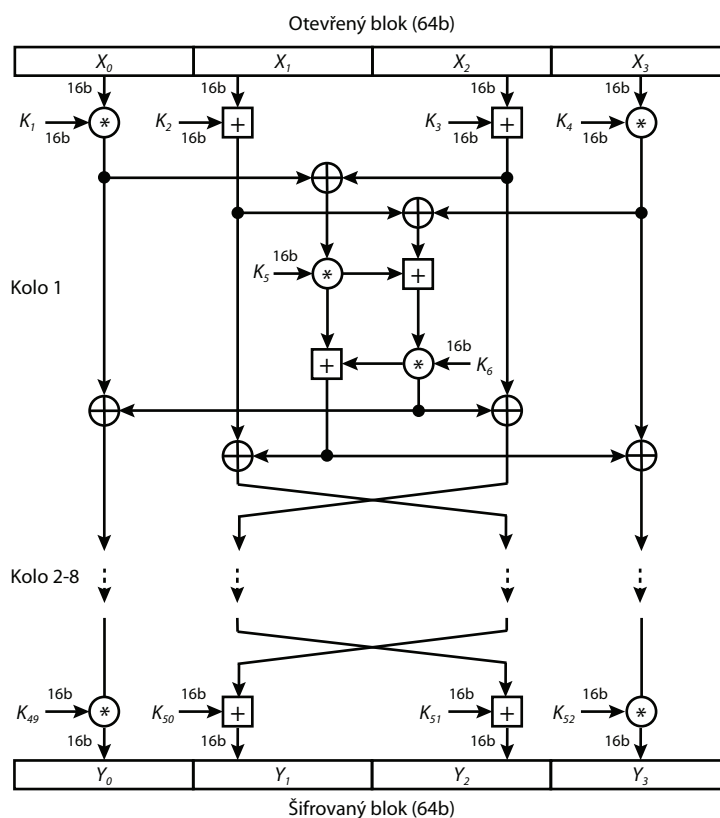 Otevřený blok (64b)
X₀ X₁ X₂ X₃
16b 16b 16b 16b
K₁ 16b * K₂ 16b + K₃ 16b + K₄ 16b *
K₅ 16b * +
Kolo 1
+ * 16b K₆
Kolo 2-8
K₄₉ 16b * K₅₀ 16b + K₅₁ 16b + K₅₂ 16b *
16b 16b 16b 16b
Y₀ Y₁ Y₂ Y₃
Šifrovaný blok (64b)